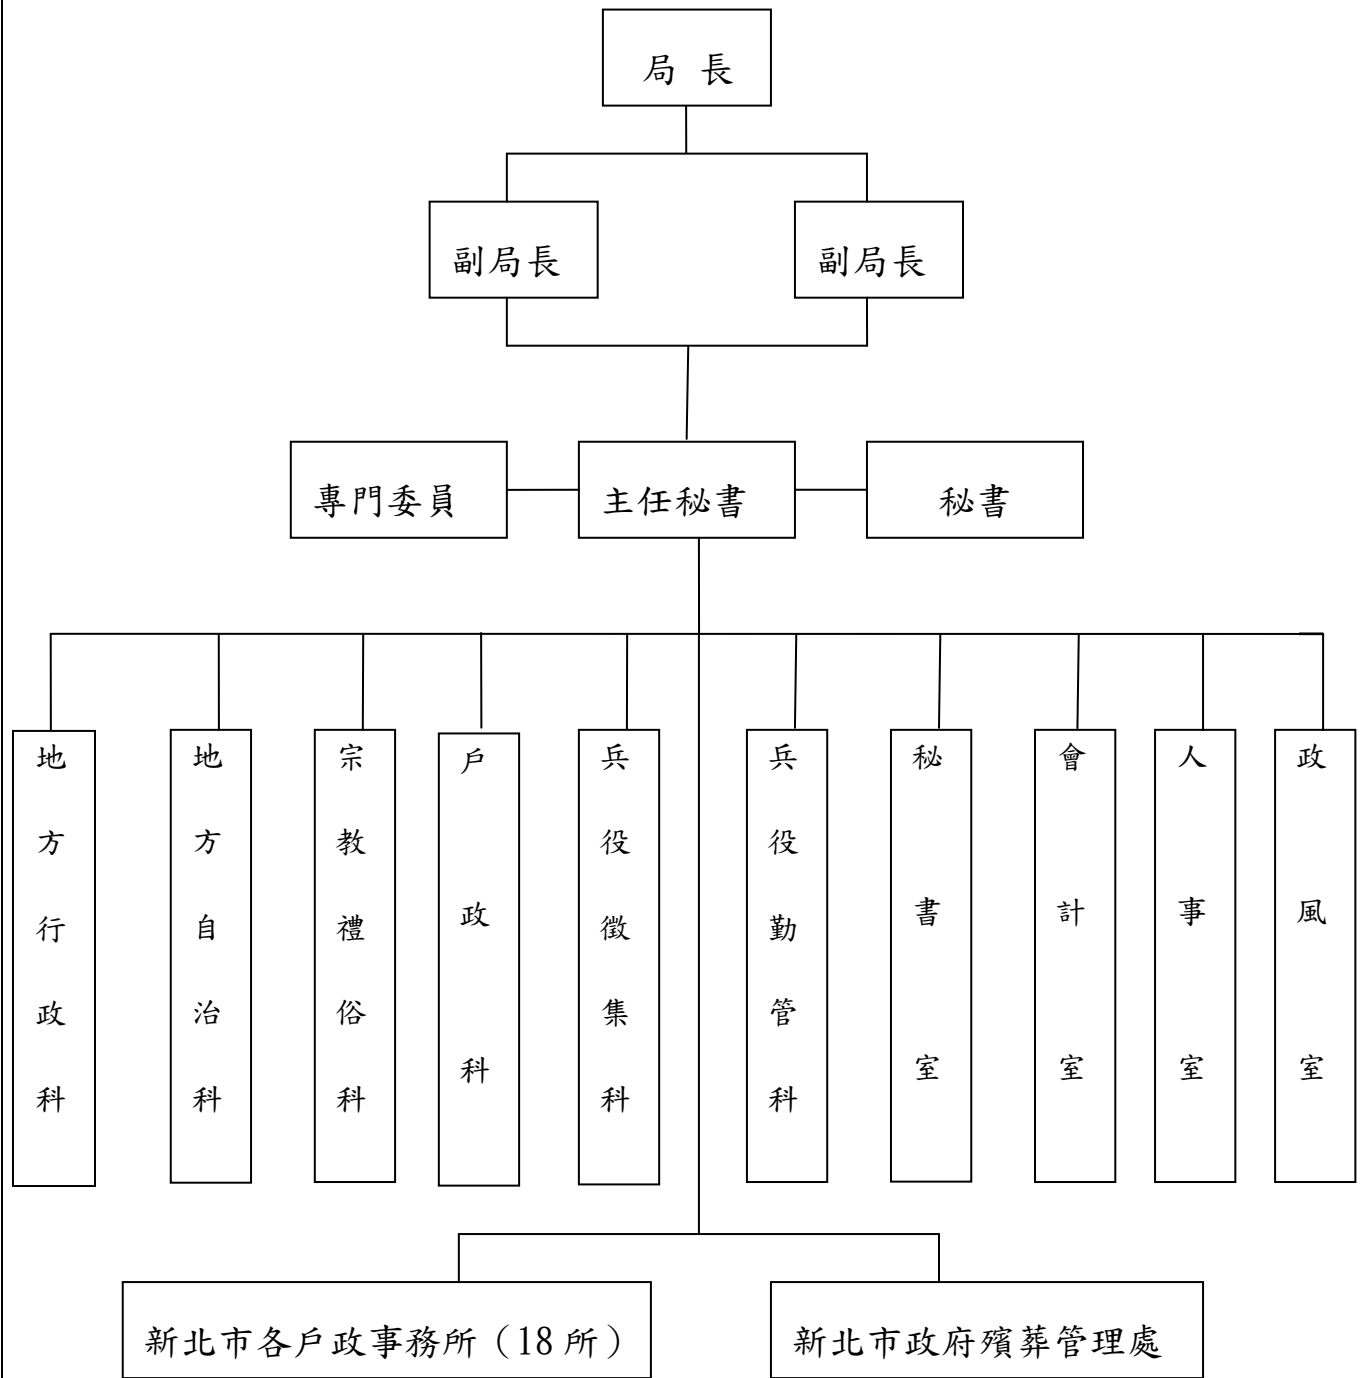 局 長
副局長
副局長
專門委員
主任秘書
秘書
地方行政科
地方自治科
宗教禮俗科
戶政科
兵役徵集科
兵役勤管科
秘書室
會計室
人事室
政風室
新北市各戶政事務所（18 所）
新北市政府殯葬管理處